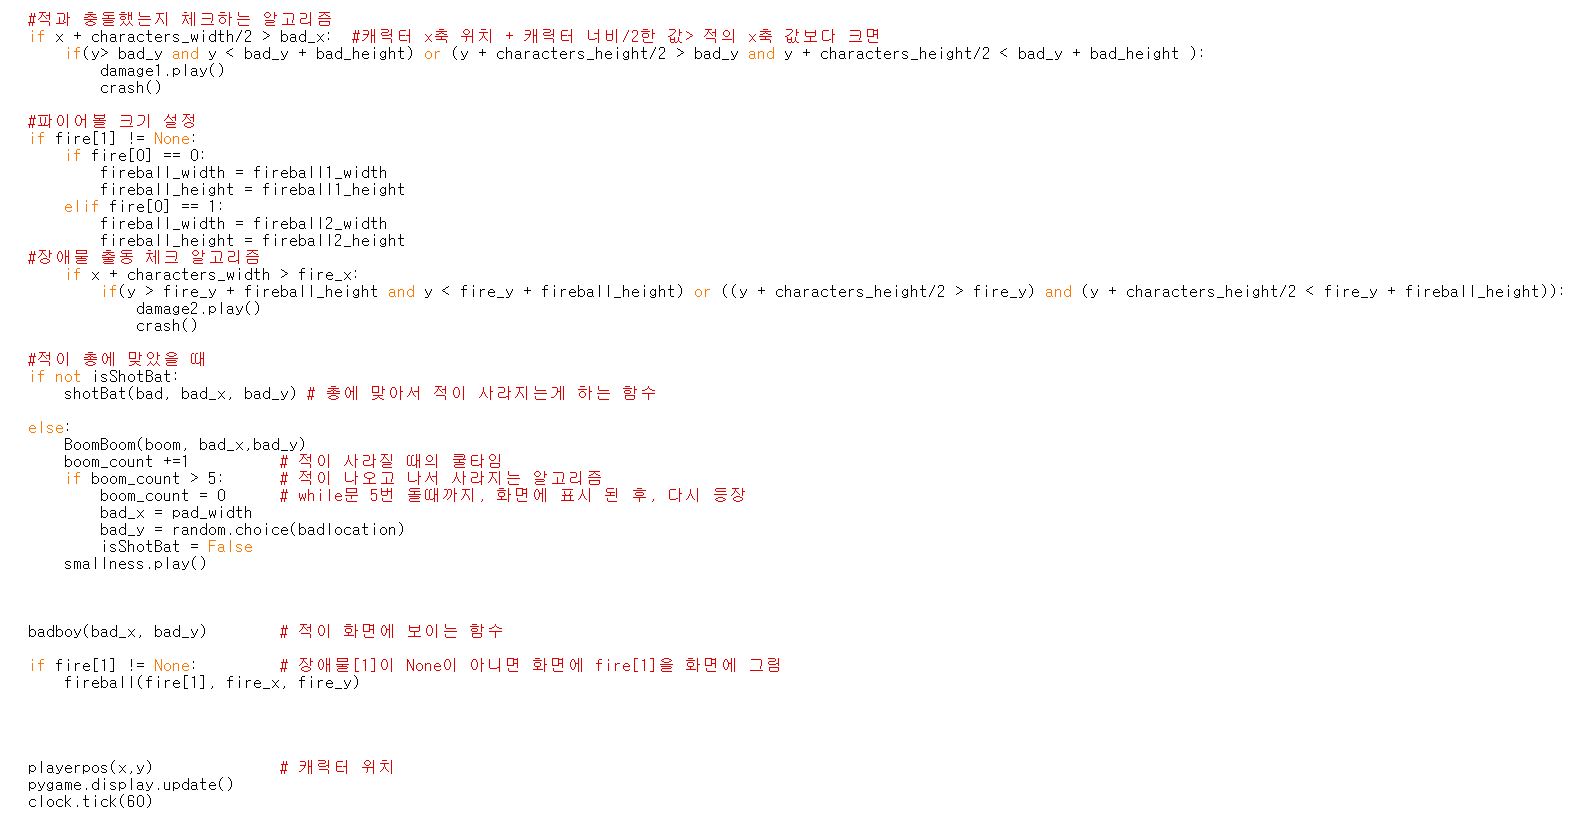 #적과 충돌했는지 체크하는 알고리즘
if x + characters_width/2 > bad_x:  #캐릭터 x축 위치 + 캐릭터 너비/2한 값> 적의 x축 값보다 크면
    if(y> bad_y and y < bad_y + bad_height) or (y + characters_height/2 > bad_y and y + characters_height/2 < bad_y + bad_height ):
        damage1.play()
        crash()
#파이어볼 크기 설정
if fire[1] != None:
    if fire[0] == 0:
        fireball_width = fireball1_width
        fireball_height = fireball1_height
    elif fire[0] == 1:
        fireball_width = fireball2_width
        fireball_height = fireball2_height
#장애물 출동 체크 알고리즘
    if x + characters_width > fire_x:
        if(y > fire_y + fireball_height and y < fire_y + fireball_height) or ((y + characters_height/2 > fire_y) and (y + characters_height/2 < fire_y + fireball_height)):
            damage2.play()
            crash()
#적이 총에 맞았을 때
if not isShotBat:
    shotBat(bad, bad_x, bad_y) # 총에 맞아서 적이 사라지는게 하는 함수
else:
    BoomBoom(boom, bad_x,bad_y)
    boom_count +=1          # 적이 사라질 때의 쿨타임
    if boom_count > 5:      # 적이 나오고 나서 사라지는 알고리즘
        boom_count = 0      # while문 5번 돌때까지, 화면에 표시 된 후, 다시 등장
        bad_x = pad_width
        bad_y = random.choice(badlocation)
        isShotBat = False
    smallness.play()
badboy(bad_x, bad_y)        # 적이 화면에 보이는 함수
if fire[1] != None:         # 장애물[1]이 None이 아니면 화면에 fire[1]을 화면에 그림
    fireball(fire[1], fire_x, fire_y)
playerpos(x,y)              # 캐릭터 위치
pygame.display.update()
clock.tick(60)